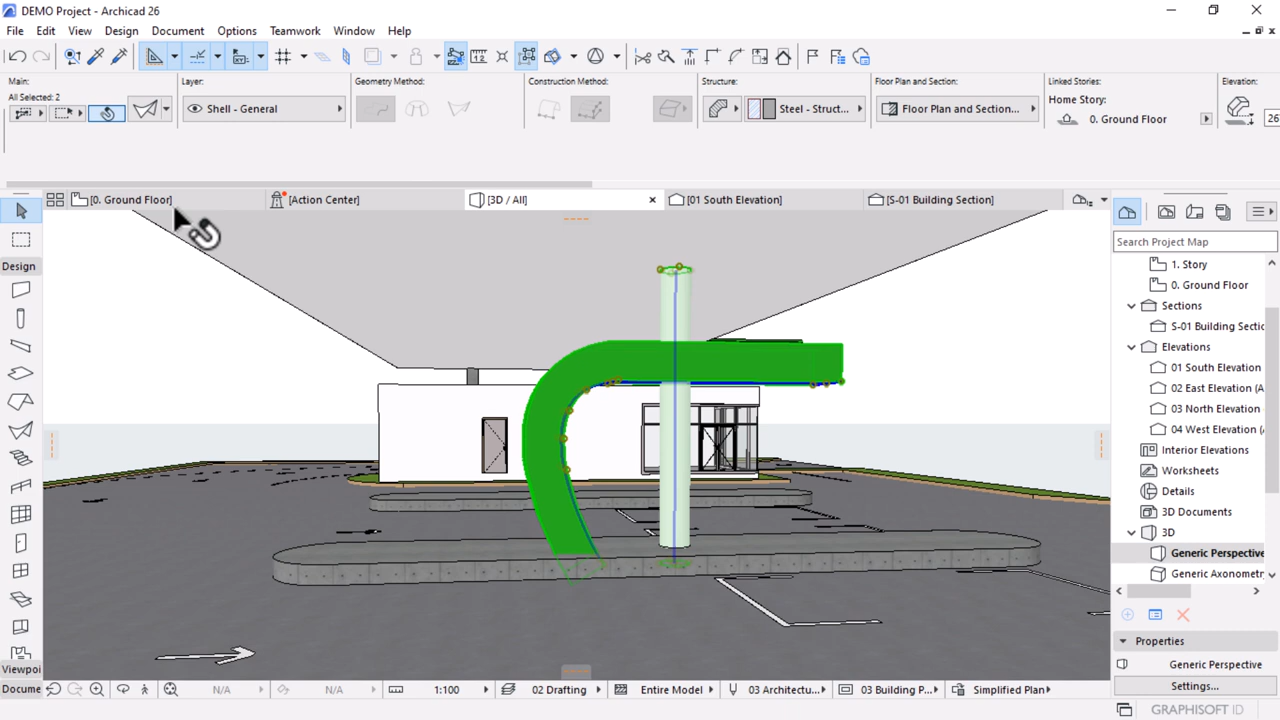 DEMO Project - Archicad 26
File Edit View Design Document Options Teamwork Window Help
Main:
All Selected: 2
Layer:
Shell - General
Geometry Method:
Construction Method:
Structure:
Steel - Struct...
Floor Plan and Section:
Floor Plan and Section...
Linked Stories:
Home Story:
0. Ground Floor
Elevation:
26
[0. Ground Floor]
[Action Center]
[3D / All]
[01 South Elevation]
[S-01 Building Section]
Design
Search Project Map
1. Story
0. Ground Floor
Sections
S-01 Building Sectio
Elevations
01 South Elevation
02 East Elevation (A
03 North Elevation
04 West Elevation (A
Interior Elevations
Worksheets
Details
3D Documents
3D
Generic Perspective
Generic Axonometr
Properties
Generic Perspective
Settings...
Viewpoi
Docume
N/A
N/A
1:100
02 Drafting
Entire Model
03 Architectu...
03 Building P...
Simplified Plan
GRAPHISOFT ID